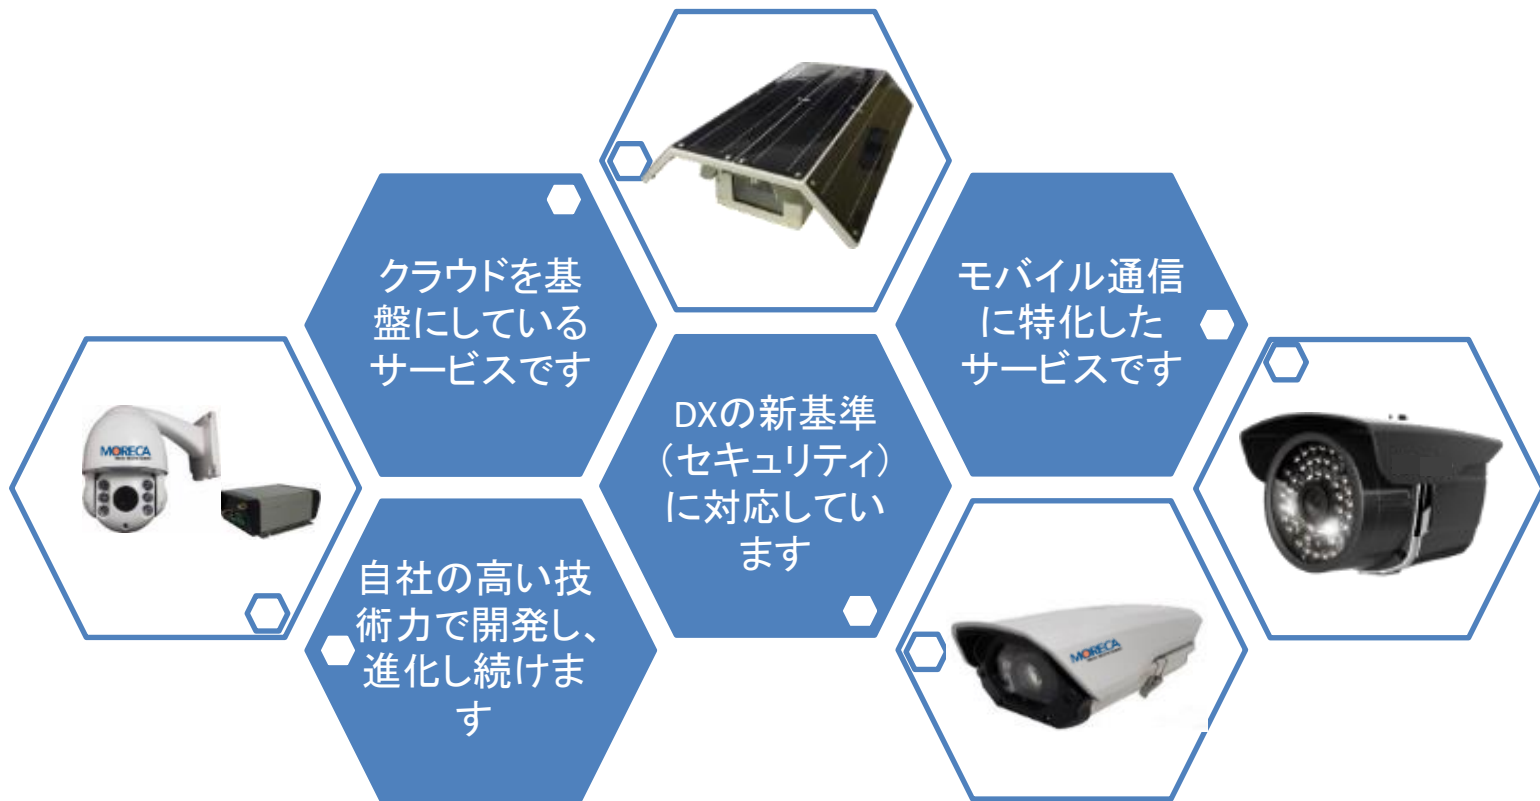 クラウドを基
盤にしている
サービスです
モバイル通信
に特化した
サービスです
DXの新基準
（セキュリティ）
に対応してい
ます
自社の高い技
術力で開発し、
進化し続けま
す
MORECA
MORECA